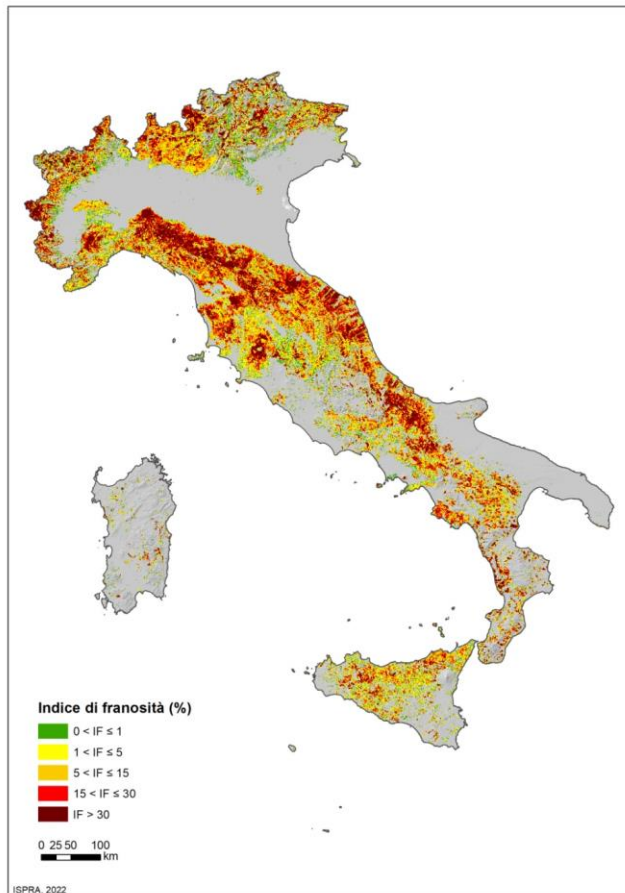 Indice di franosità (%)
0 < IF ≤ 1
1 < IF ≤ 5
5 < IF ≤ 15
15 < IF ≤ 30
IF > 30
0 25 50 100
km
ISPRA, 2022